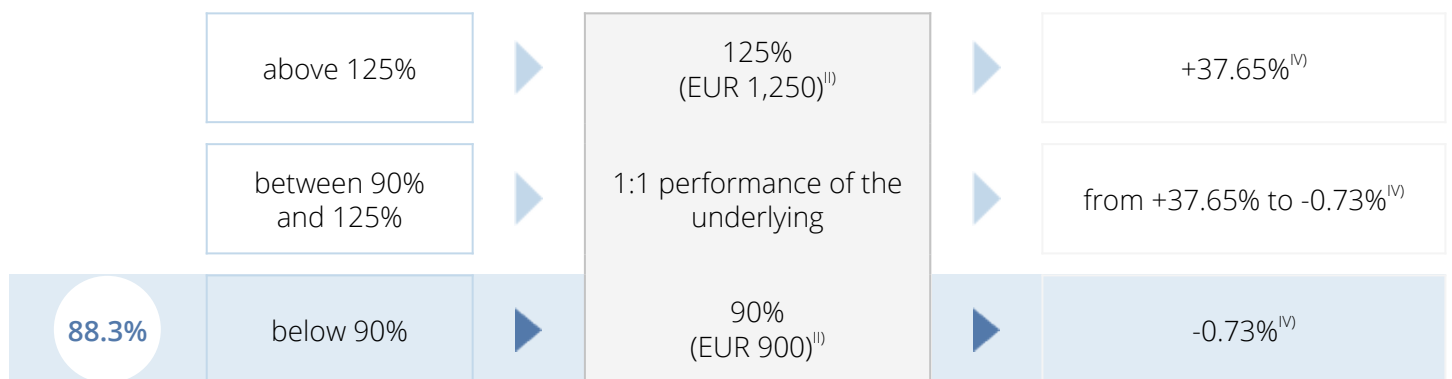 above 125%
125%
(EUR 1,250)II)
+37.65%IV)
between 90%
and 125%
1:1 performance of the
underlying
from +37.65% to -0.73%IV)
88.3%
below 90%
90%
(EUR 900)II)
-0.73%IV)